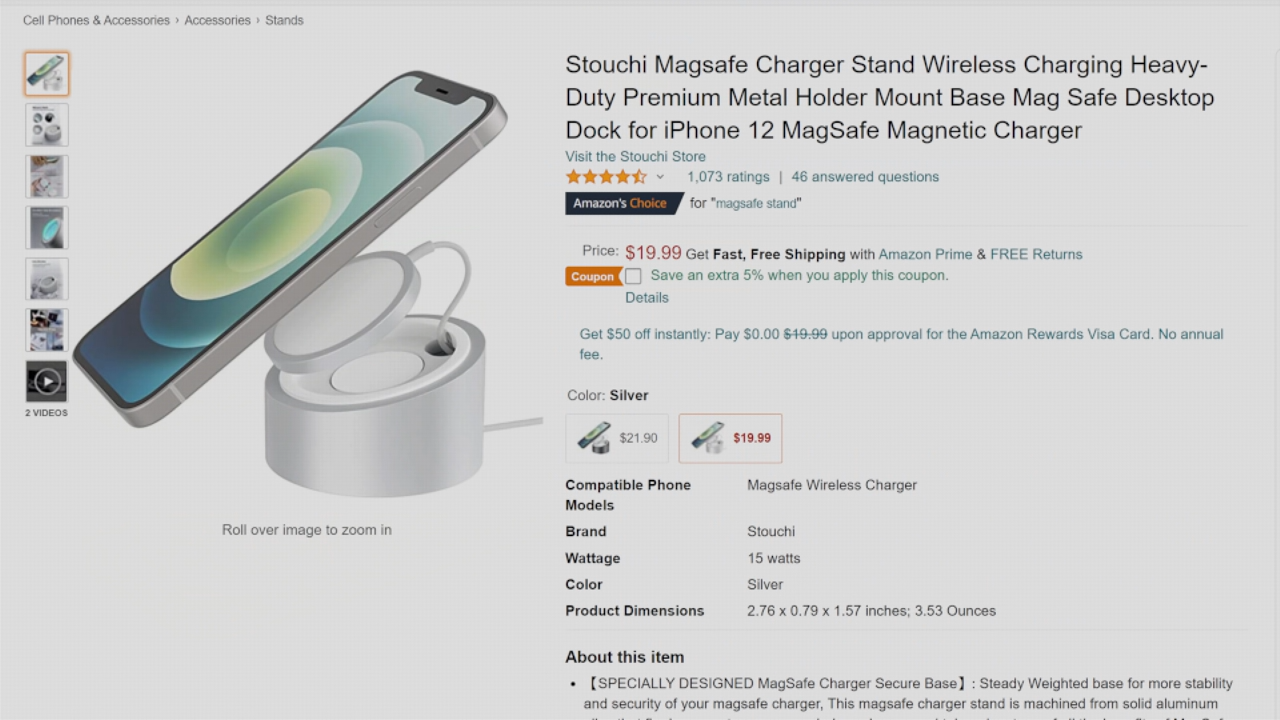 Cell Phones & Accessories › Accessories › Stands
Stouchi Magsafe Charger Stand Wireless Charging Heavy-
Duty Premium Metal Holder Mount Base Mag Safe Desktop
Dock for iPhone 12 MagSafe Magnetic Charger
Visit the Stouchi Store
1,073 ratings | 46 answered questions
Amazon's Choice for "magsafe stand"
Price: $19.99 Get Fast, Free Shipping with Amazon Prime & FREE Returns
Coupon Save an extra 5% when you apply this coupon.
Details
Get $50 off instantly: Pay $0.00 $19.99 upon approval for the Amazon Rewards Visa Card. No annual
fee.
Color: Silver
$21.90 $19.99
2 VIDEOS
Roll over image to zoom in
Compatible Phone Magsafe Wireless Charger
Models
Brand Stouchi
Wattage 15 watts
Color Silver
Product Dimensions 2.76 x 0.79 x 1.57 inches; 3.53 Ounces
About this item
• 【SPECIALLY DESIGNED MagSafe Charger Secure Base】: Steady Weighted base for more stability
and security of your magsafe charger, This magsafe charger stand is machined from solid aluminum